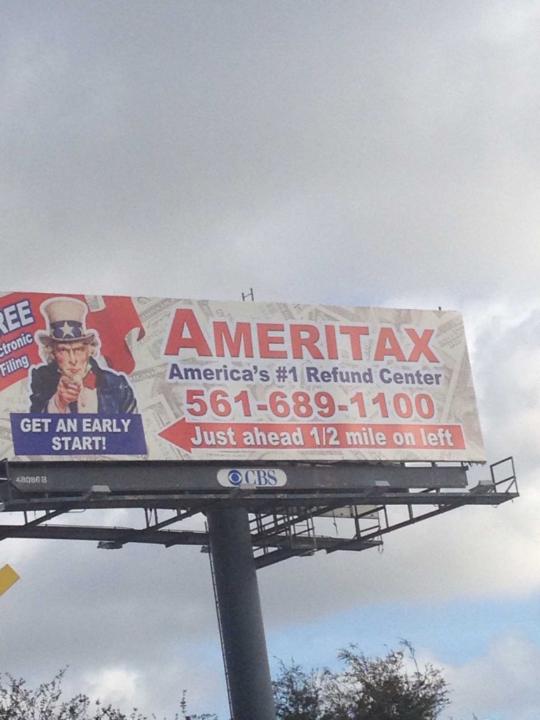 REE
ctronic
Filing
GET AN EARLY
START!
AMERITAX
America's #1 Refund Center
561-689-1100
Just ahead 1/2 mile on left
CBS